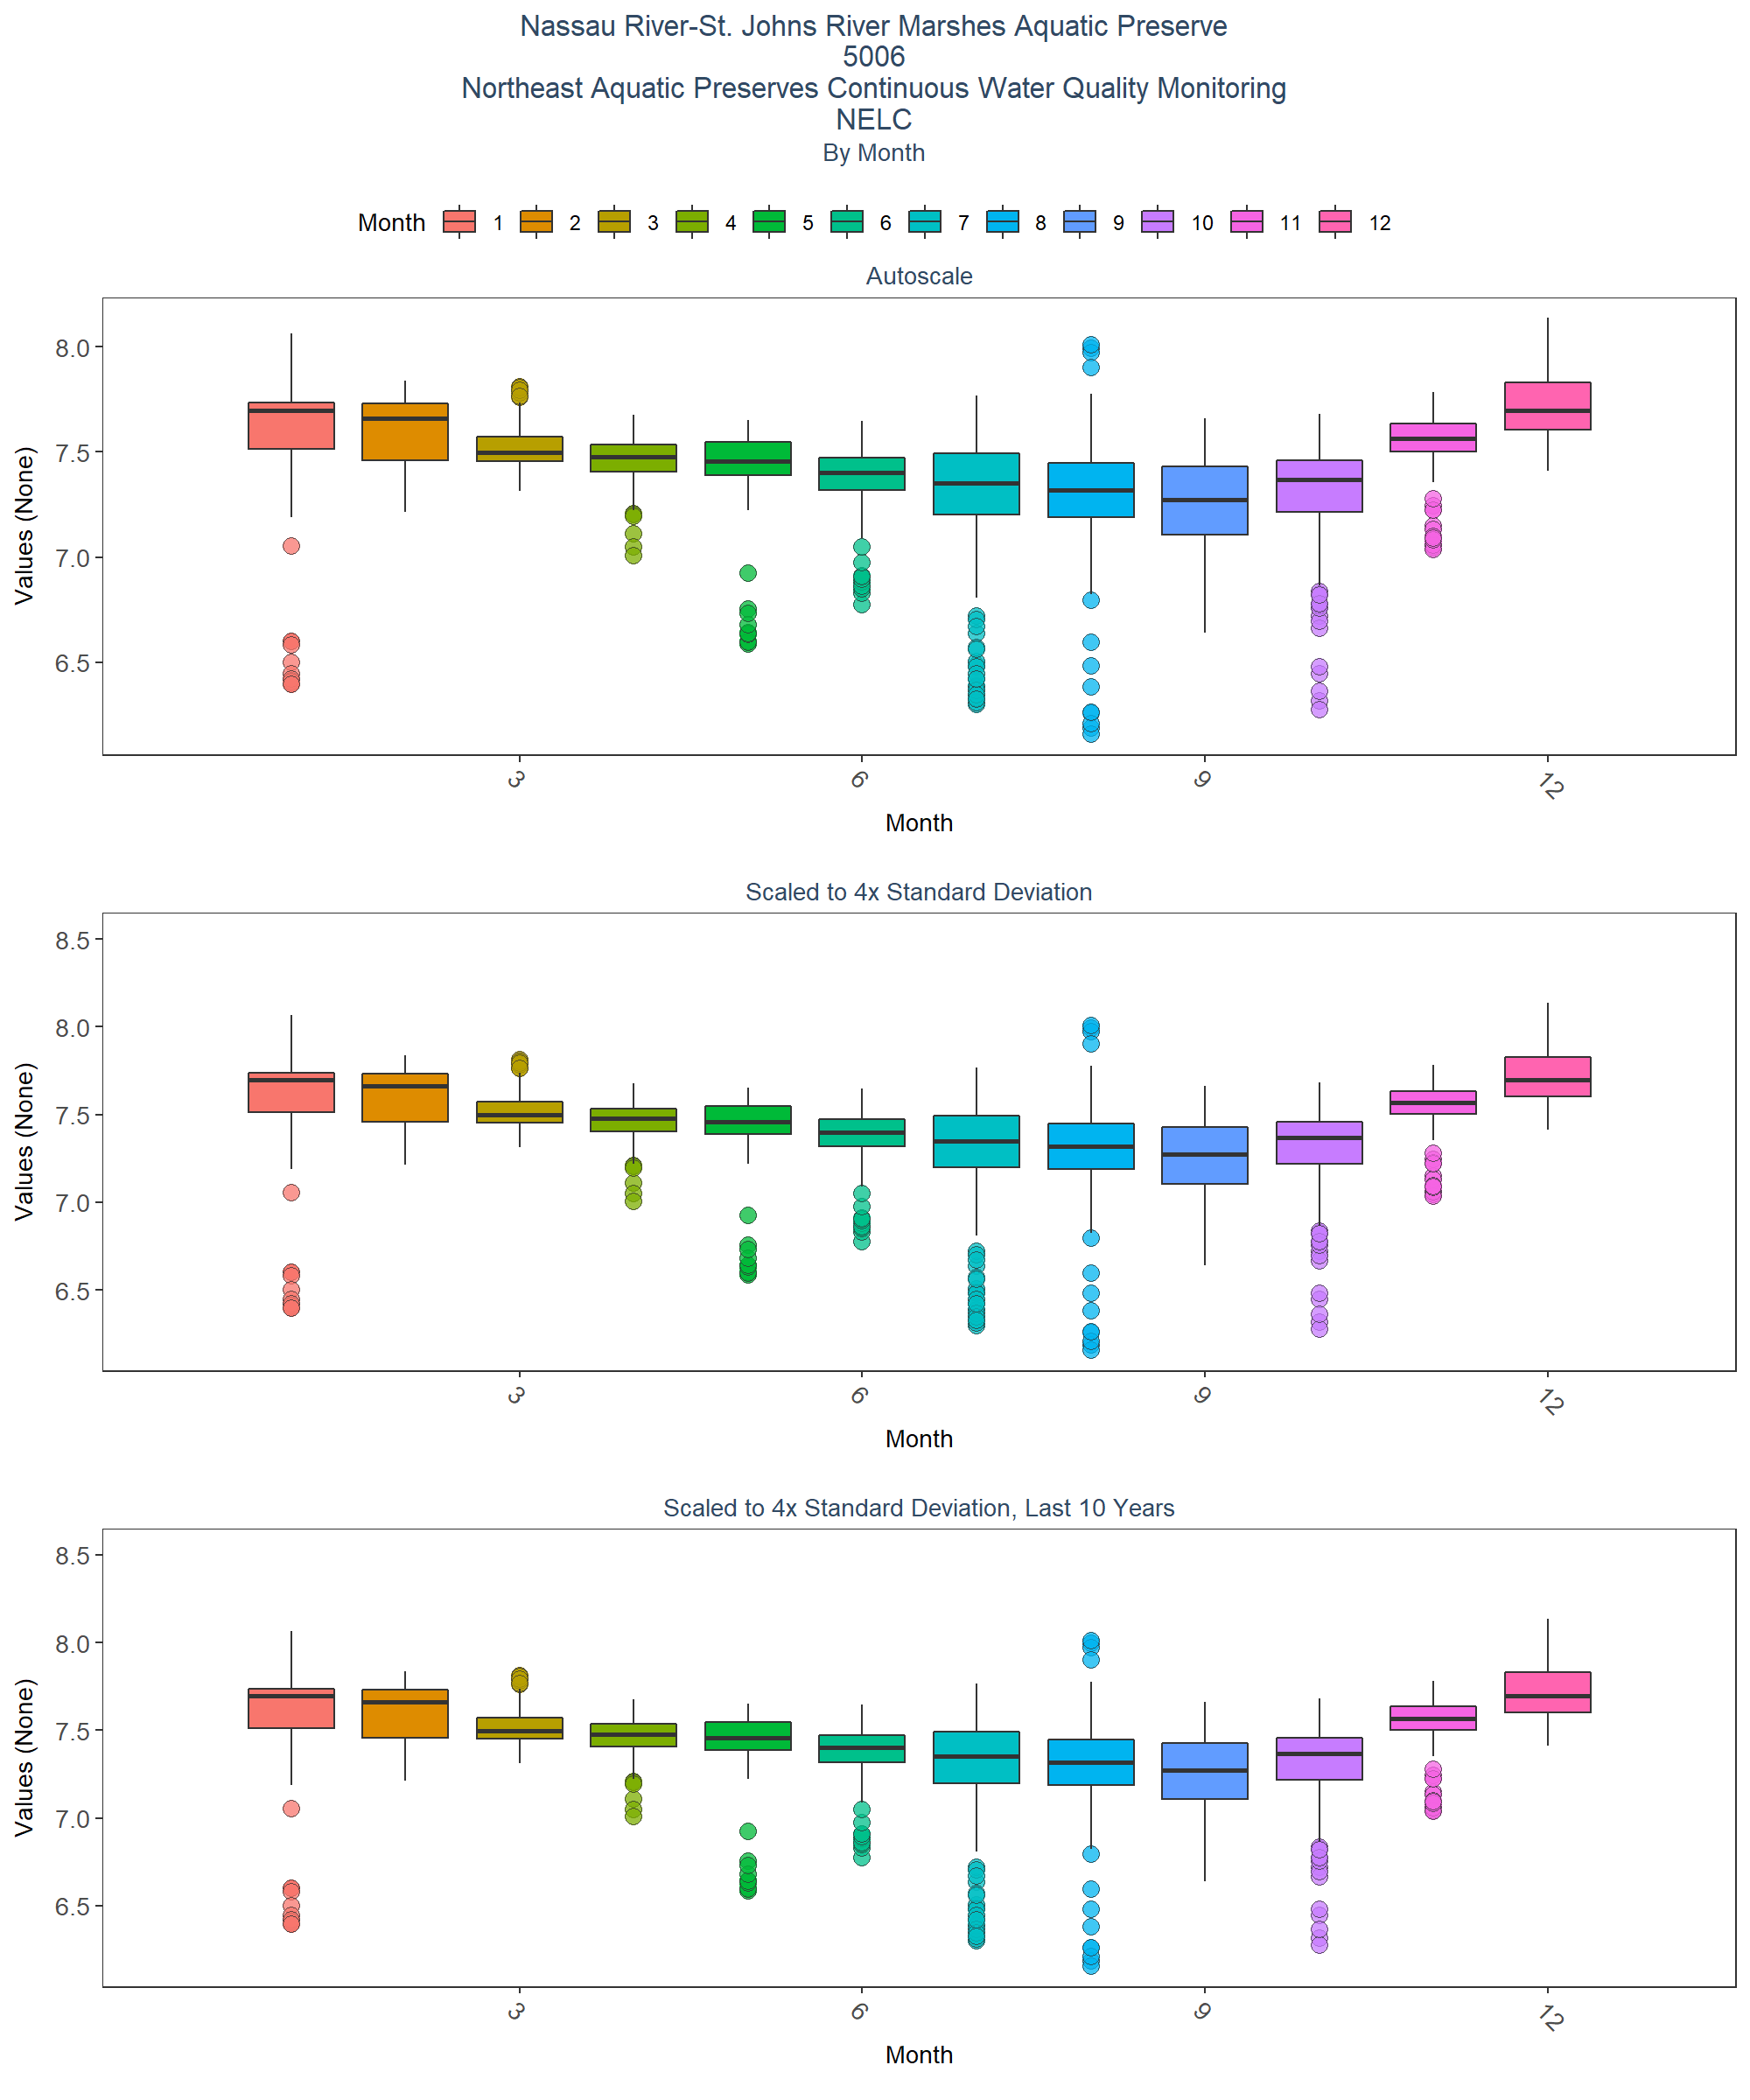 Nassau River-St. Johns River Marshes Aquatic Preserve
5006
Northeast Aquatic Preserves Continuous Water Quality Monitoring
NELC
By Month
Month 1 2 3 4 5 6 7 8 9 10 11 12
Autoscale
Values (None)
8.0
7.5
7.0
6.5
3 6 9 12
Month
Scaled to 4x Standard Deviation
Values (None)
8.5
8.0
7.5
7.0
6.5
3 6 9 12
Month
Scaled to 4x Standard Deviation, Last 10 Years
Values (None)
8.5
8.0
7.5
7.0
6.5
3 6 9 12
Month